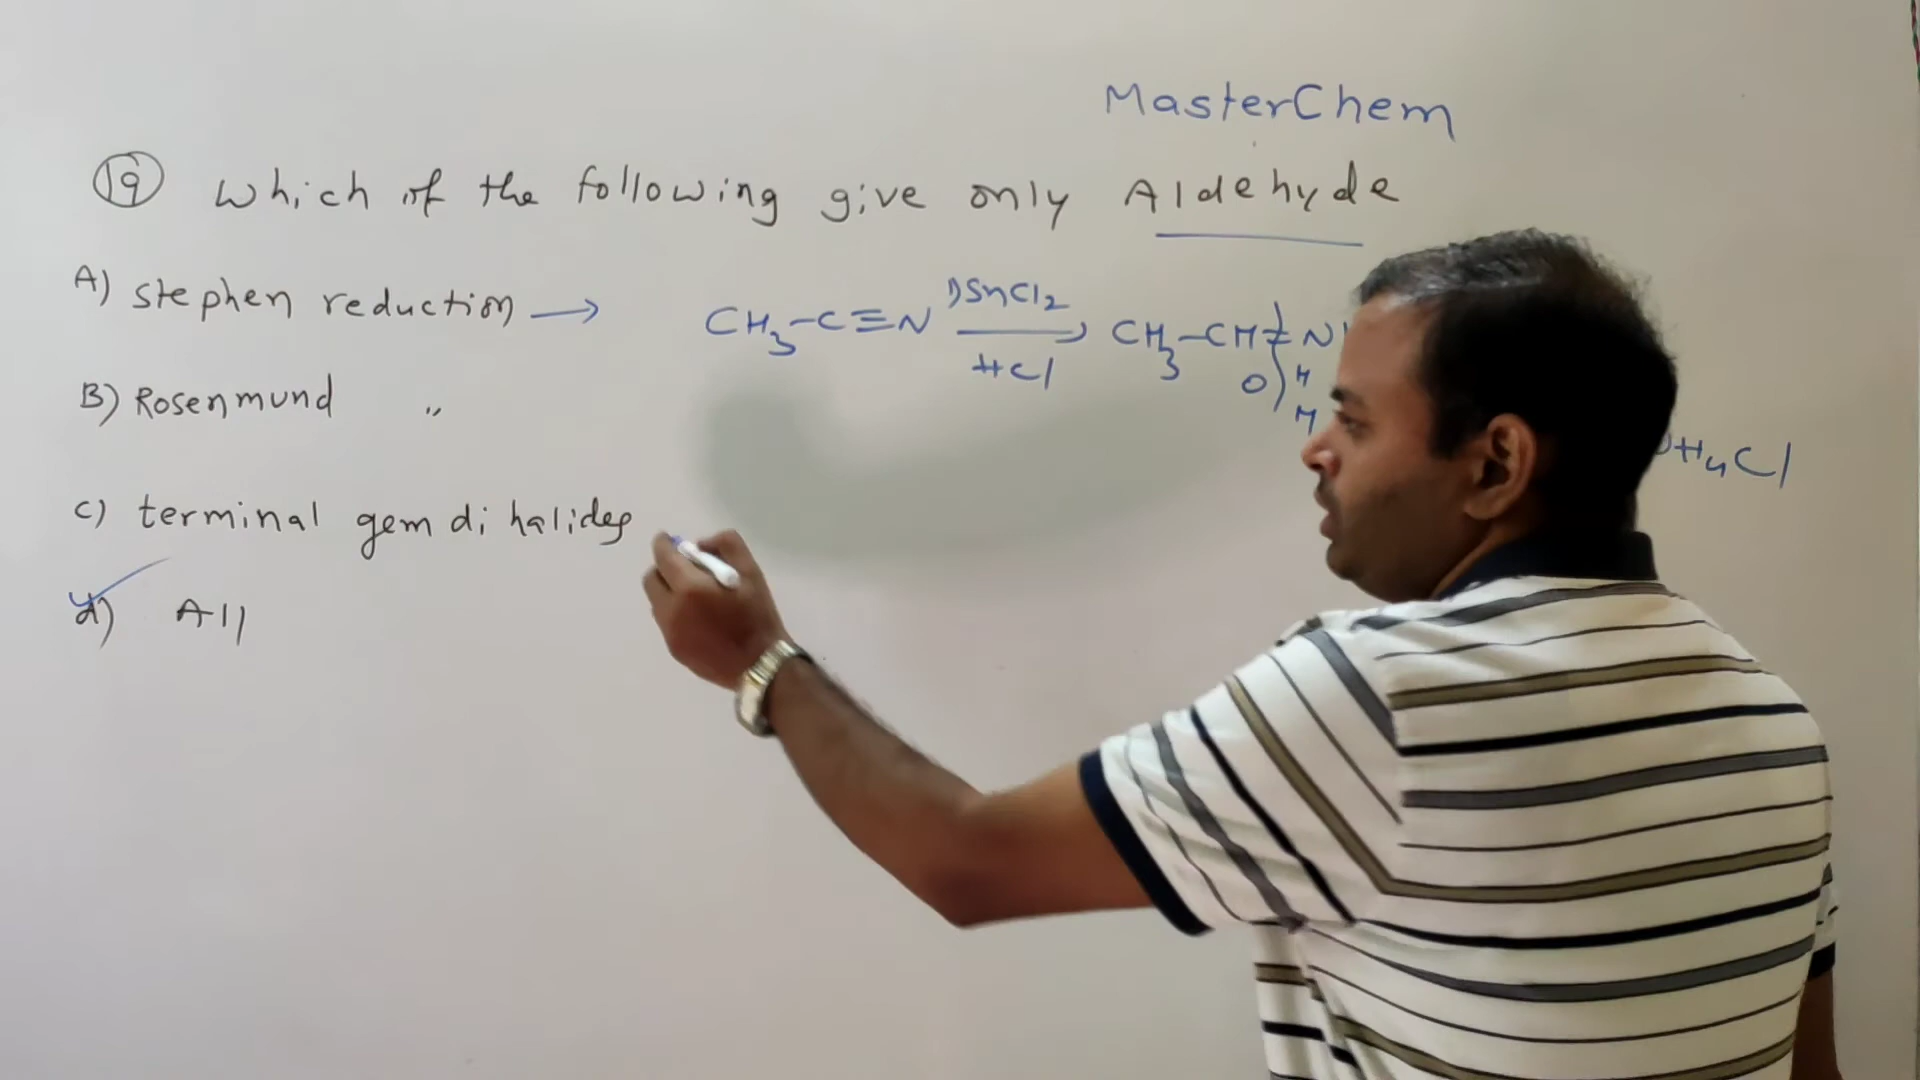 MasterChem
19 Which of the following give only Aldehyde
A) stephen reduction → CH3-C≡N 1)SnCl2 HCl → CH3-CH=N
O H H
B) Rosenmund "
H4Cl
C) terminal gem di halides
d) All